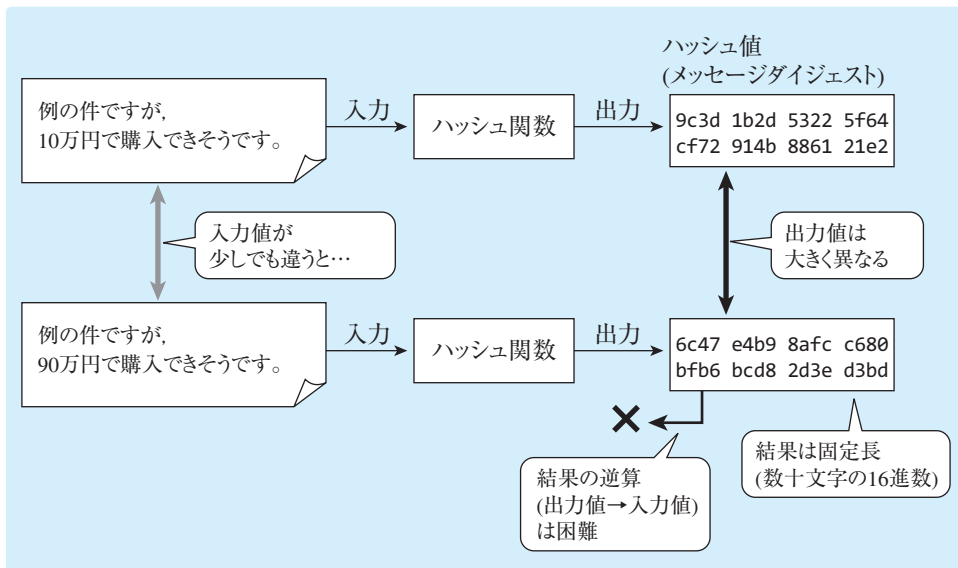 ハッシュ値
(メッセージダイジェスト)
例の件ですが,
10万円で購入できそうです。
入力
ハッシュ関数
出力
9c3d 1b2d 5322 5f64
cf72 914b 8861 21e2
入力値が
少しでも違うと…
出力値は
大きく異なる
例の件ですが,
90万円で購入できそうです。
入力
ハッシュ関数
出力
6c47 e4b9 8afc c680
bfb6 bcd8 2d3e d3bd
結果の逆算
(出力値→入力値)
は困難
結果は固定長
(数十文字の16進数)